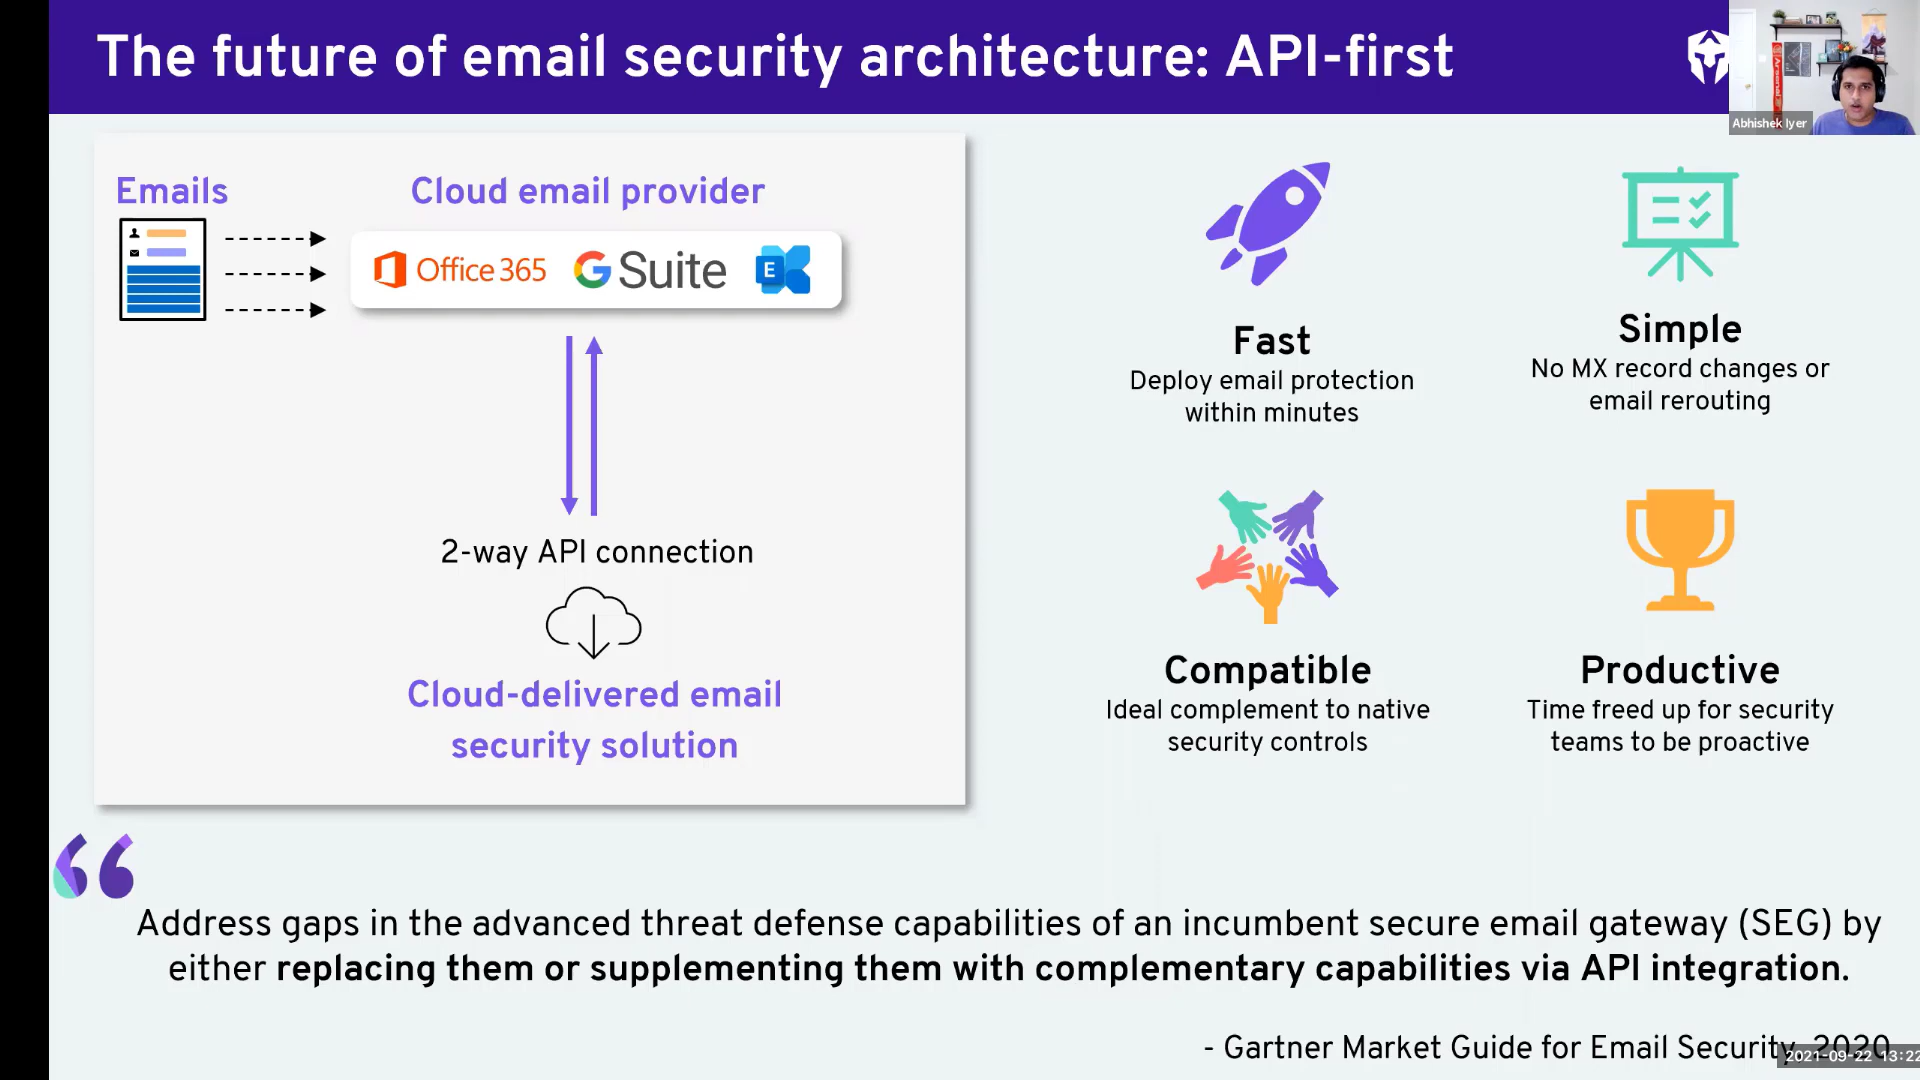 The future of email security architecture: API-first
Abhishek Iyer
Emails
Cloud email provider
Office 365
G Suite
E
2-way API connection
Cloud-delivered email
security solution
Fast
Deploy email protection
within minutes
Simple
No MX record changes or
email rerouting
Compatible
Ideal complement to native
security controls
Productive
Time freed up for security
teams to be proactive
Address gaps in the advanced threat defense capabilities of an incumbent secure email gateway (SEG) by
either replacing them or supplementing them with complementary capabilities via API integration.
- Gartner Market Guide for Email Security, 2020
2021-09-22 13:22